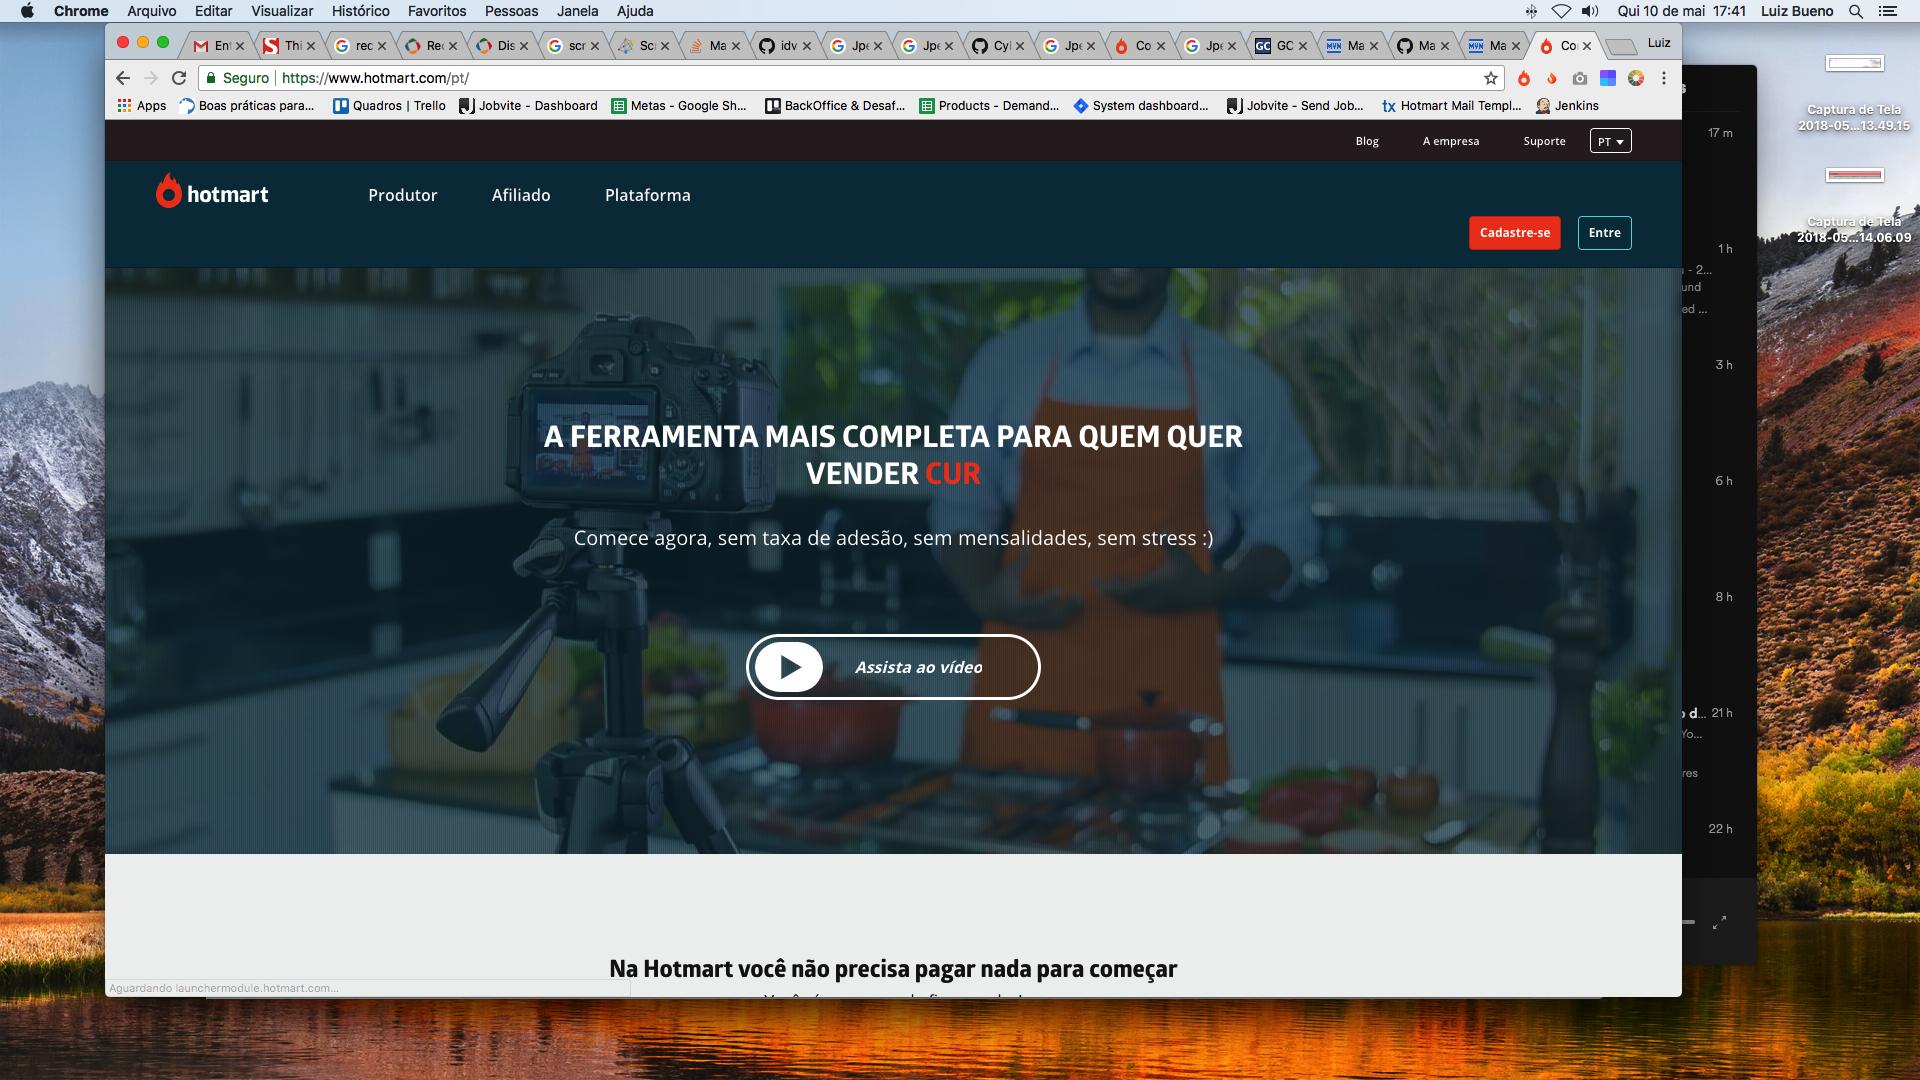 Chrome Arquivo Editar Visualizar Histórico Favoritos Pessoas Janela Ajuda Qui 10 de mai 17:41 Luiz Bueno
Ent Thi rec Rec Dis scr Scr Ma idv Jpe Jpe Cyl Jpe Co Jpe GC GC MVN Ma Ma MVN Ma Co Luiz
Seguro https://www.hotmart.com/pt/
Apps Boas práticas para... Quadros | Trello Jobvite - Dashboard Metas - Google Sh... BackOffice & Desaf... Products - Demand... System dashboard... Jobvite - Send Job... tx Hotmart Mail Templ... Jenkins
Blog A empresa Suporte PT
hotmart Produtor Afiliado Plataforma
Cadastre-se Entre
A FERRAMENTA MAIS COMPLETA PARA QUEM QUER
VENDER CUR
Comece agora, sem taxa de adesão, sem mensalidades, sem stress :)
Assista ao vídeo
Na Hotmart você não precisa pagar nada para começar
Aguardando launchermodule.hotmart.com...
Captura de Tela
2018-05...13.49.15
Captura de Tela
2018-05...14.06.09
17 m
1 h
- 2...
und
ed ...
3 h
6 h
8 h
d... 21 h
Yo...
res
22 h